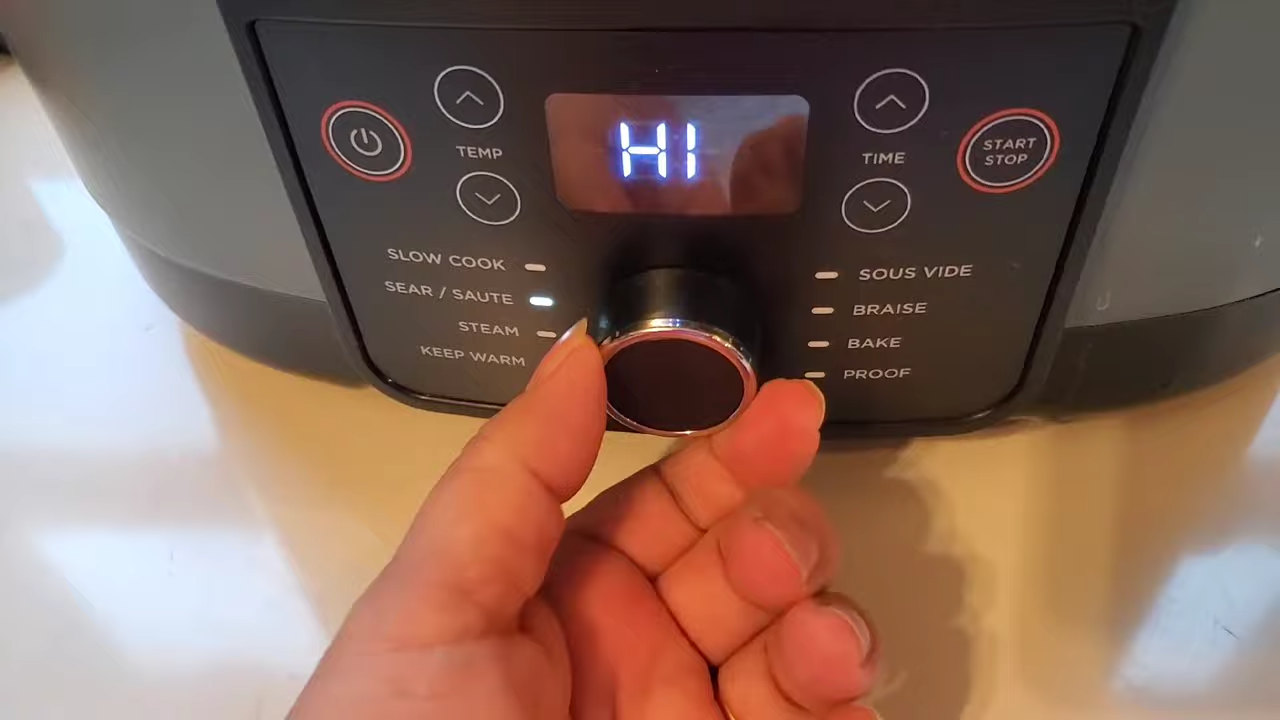 HI
TEMP
TIME
START
STOP
SLOW COOK
SEAR / SAUTE
STEAM
KEEP WARM
SOUS VIDE
BRAISE
BAKE
PROOF